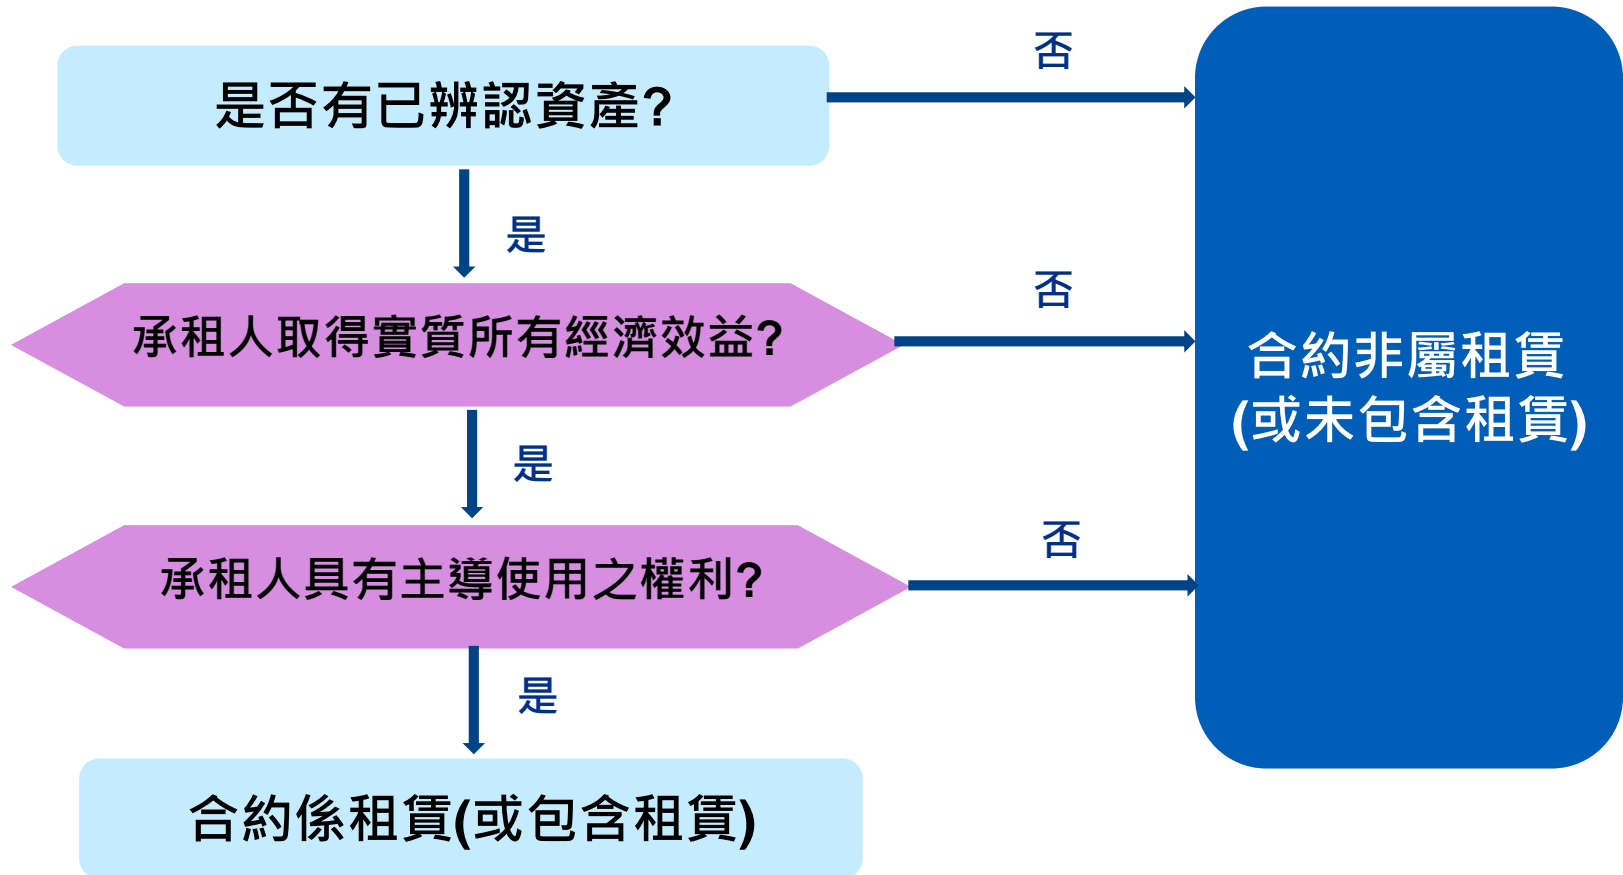 是否有已辨認資產?
否
是
承租人取得實質所有經濟效益?
否
是
承租人具有主導使用之權利?
否
是
合約係租賃(或包含租賃)
合約非屬租賃
(或未包含租賃)